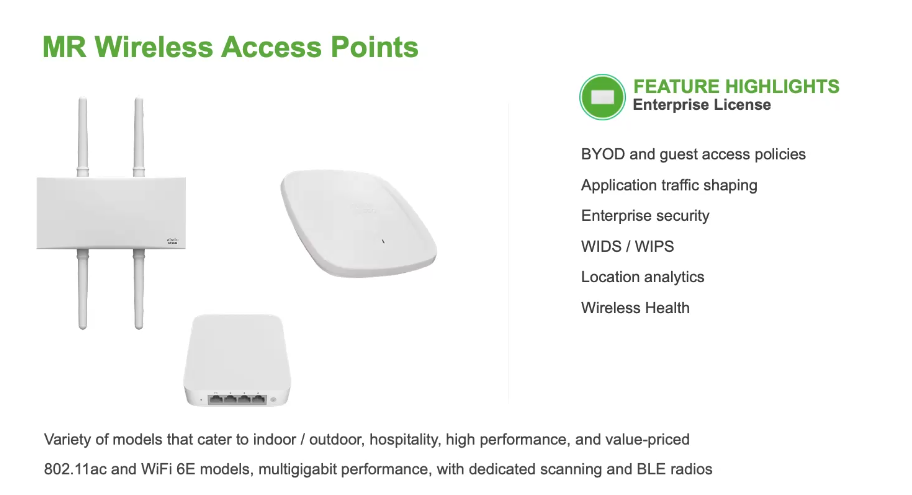 MR Wireless Access Points
FEATURE HIGHLIGHTS
Enterprise License
BYOD and guest access policies
Application traffic shaping
Enterprise security
WIDS / WIPS
Location analytics
Wireless Health
Variety of models that cater to indoor / outdoor, hospitality, high performance, and value-priced
802.11ac and WiFi 6E models, multigigabit performance, with dedicated scanning and BLE radios